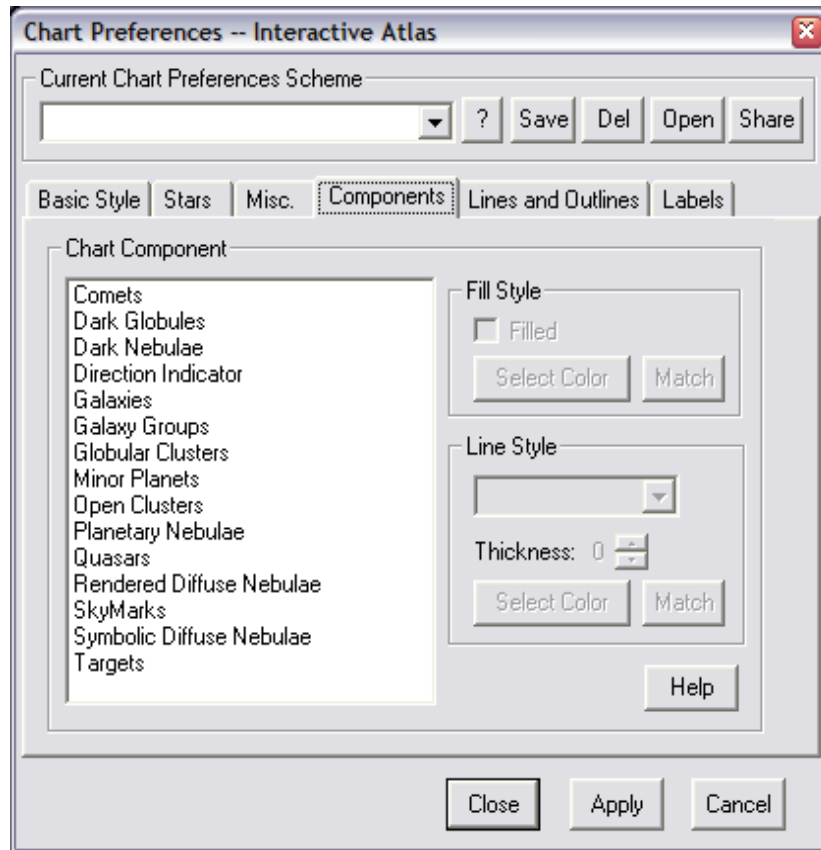 Chart Preferences -- Interactive Atlas
Current Chart Preferences Scheme
? Save Del Open Share
Basic Style Stars Misc. Components Lines and Outlines Labels
Chart Component
Comets
Dark Globules
Dark Nebulae
Direction Indicator
Galaxies
Galaxy Groups
Globular Clusters
Minor Planets
Open Clusters
Planetary Nebulae
Quasars
Rendered Diffuse Nebulae
SkyMarks
Symbolic Diffuse Nebulae
Targets
Fill Style
Filled
Select Color Match
Line Style
Thickness: 0
Select Color Match
Help
Close Apply Cancel